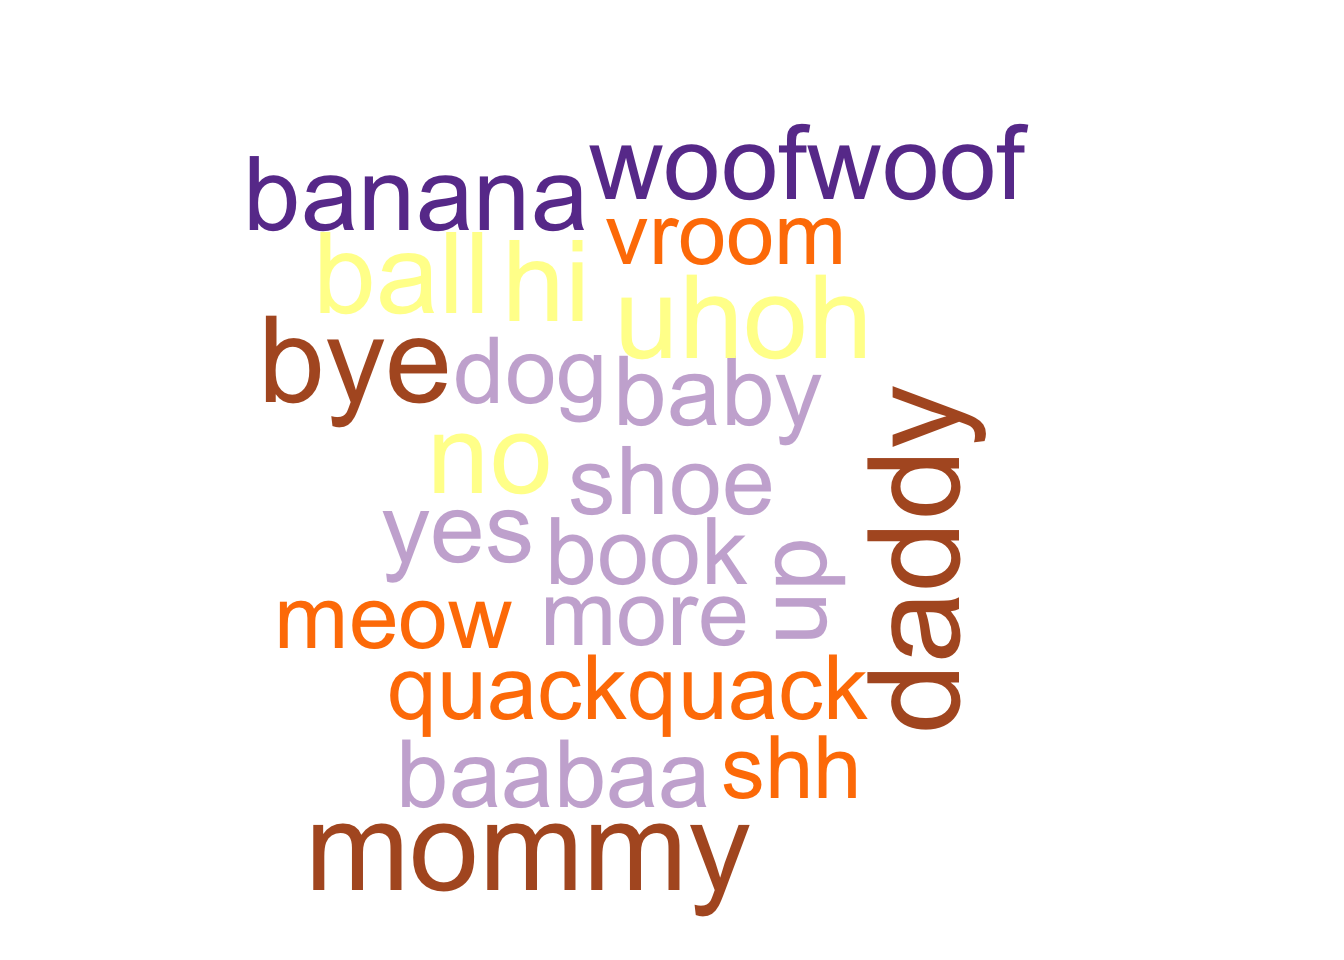 woofwoof
banana
vroom
ball
hi
uhoh
bye
dog
baby
daddy
no
shoe
yes
book
up
meow
more
quackquack
baabaa
shh
mommy